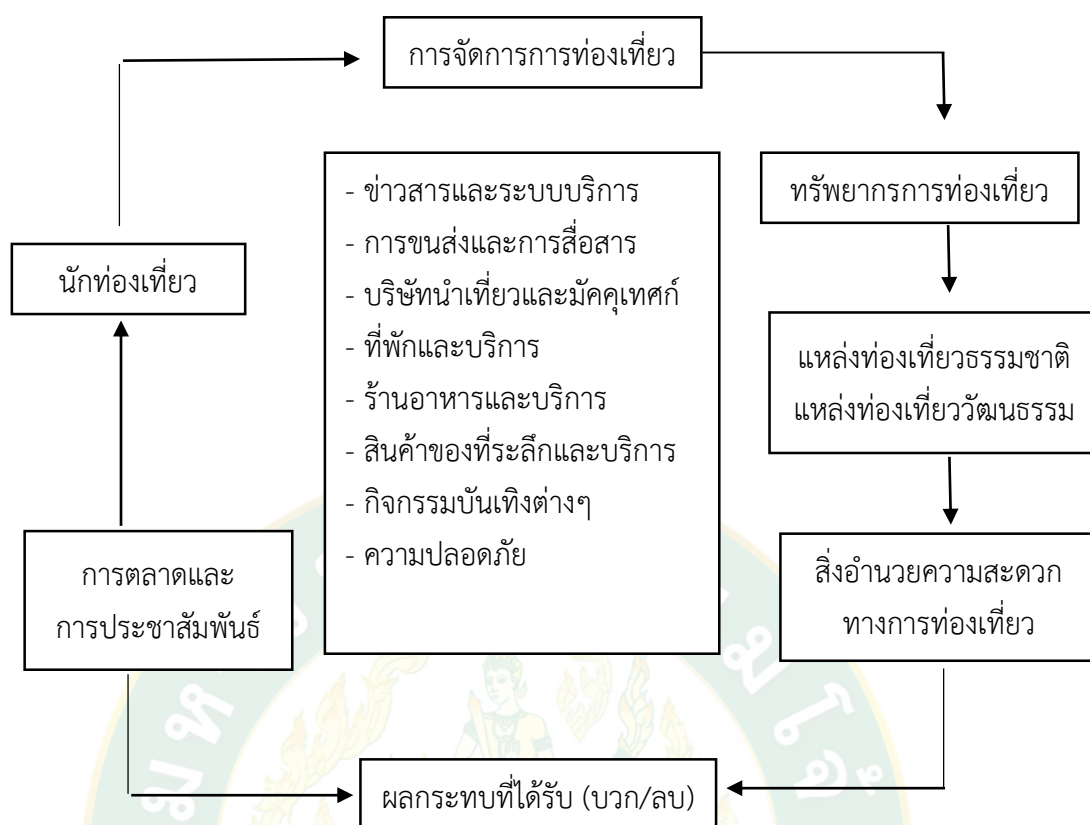 การจัดการการท่องเที่ยว
- ข่าวสารและระบบบริการ
- การขนส่งและการสื่อสาร
- บริษัทนำเที่ยวและมัคคุเทศก์
- ที่พักและบริการ
- ร้านอาหารและบริการ
- สินค้าของที่ระลึกและบริการ
- กิจกรรมบันเทิงต่างๆ
- ความปลอดภัย
ทรัพยากรการท่องเที่ยว
นักท่องเที่ยว
แหล่งท่องเที่ยวธรรมชาติ
แหล่งท่องเที่ยววัฒนธรรม
การตลาดและ
การประชาสัมพันธ์
สิ่งอำนวยความสะดวก
ทางการท่องเที่ยว
ผลกระทบที่ได้รับ (บวก/ลบ)